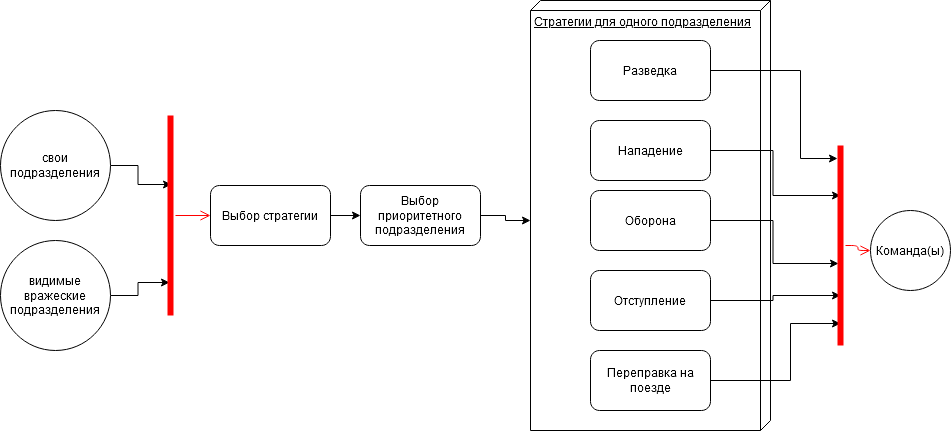 свои
подразделения
видимые
вражеские
подразделения
Выбор стратегии
Выбор
приоритетного
подразделения
Стратегии для одного подразделения
Разведка
Нападение
Оборона
Отступление
Переправка на
поезде
Команда(ы)